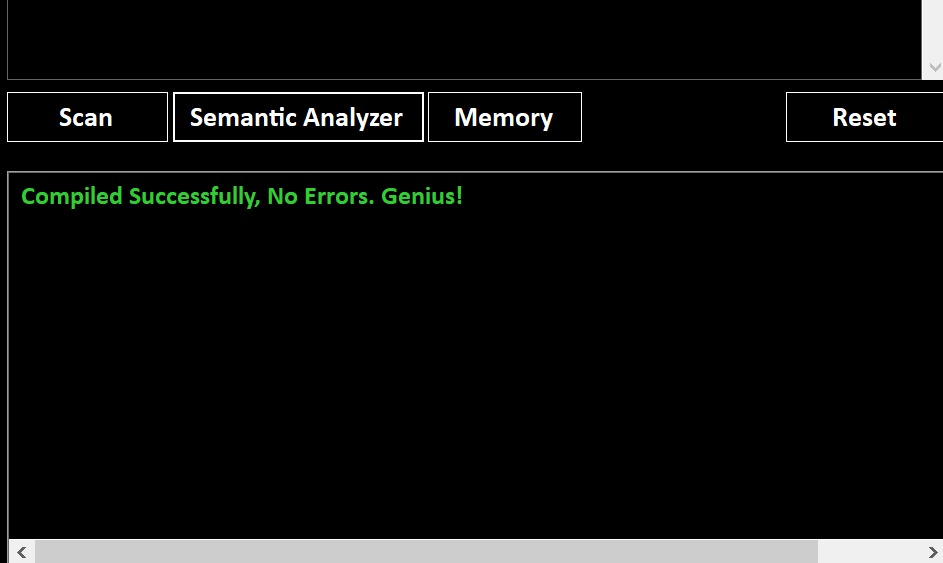 Scan
Semantic Analyzer
Memory
Reset
Compiled Successfully, No Errors. Genius!